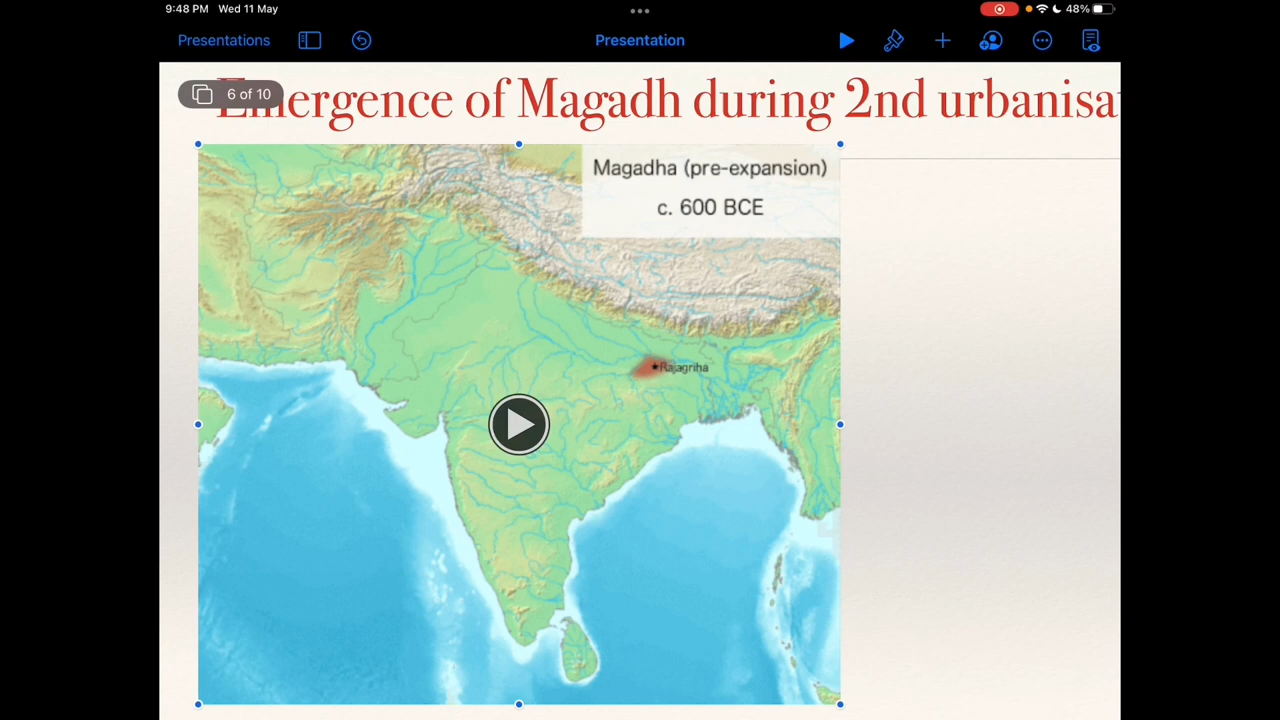 9:48 PM Wed 11 May
48%
Presentations
Presentation
6 of 10
Emergence of Magadh during 2nd
Magadha (pre-expansion)
c. 600 BCE
Rajagriha